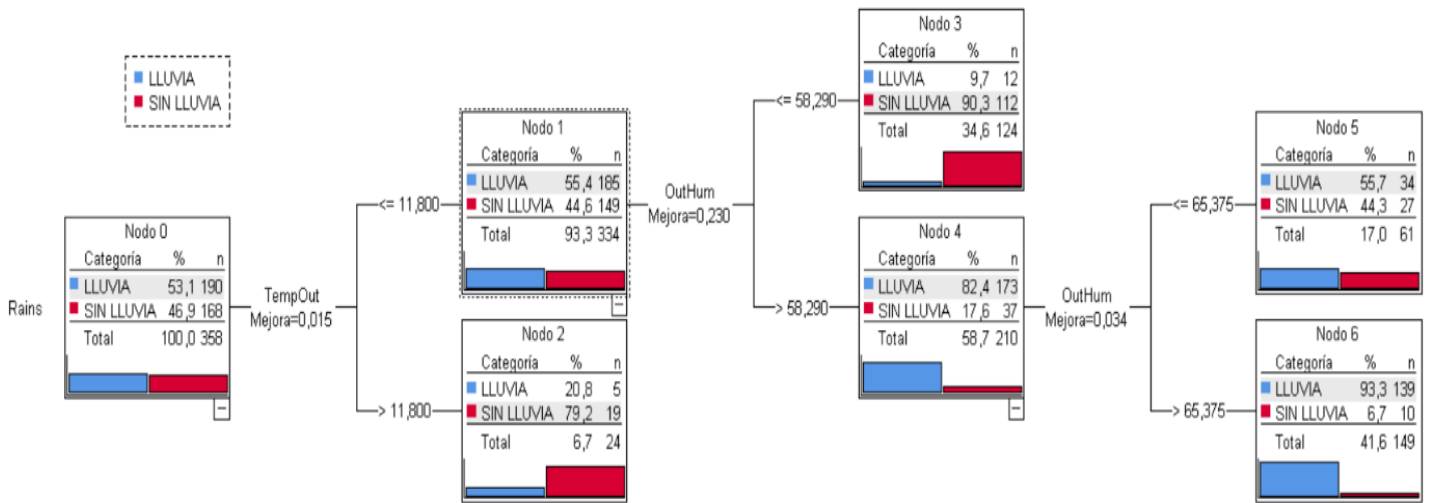 LLUVIA
SIN LLUVIA
Rains
Nodo 0
Categoría % n
LLUVIA 53,1 190
SIN LLUVIA 46,9 168
Total 100,0 358
TempOut
Mejora=0,015
<= 11,800
> 11,800
Nodo 1
Categoría % n
LLUVIA 55,4 185
SIN LLUVIA 44,6 149
Total 93,3 334
Nodo 2
Categoría % n
LLUVIA 20,8 5
SIN LLUVIA 79,2 19
Total 6,7 24
OutHum
Mejora=0,230
<= 58,290
> 58,290
Nodo 3
Categoría % n
LLUVIA 9,7 12
SIN LLUVIA 90,3 112
Total 34,6 124
Nodo 4
Categoría % n
LLUVIA 82,4 173
SIN LLUVIA 17,6 37
Total 58,7 210
OutHum
Mejora=0,034
<= 65,375
> 65,375
Nodo 5
Categoría % n
LLUVIA 55,7 34
SIN LLUVIA 44,3 27
Total 17,0 61
Nodo 6
Categoría % n
LLUVIA 93,3 139
SIN LLUVIA 6,7 10
Total 41,6 149